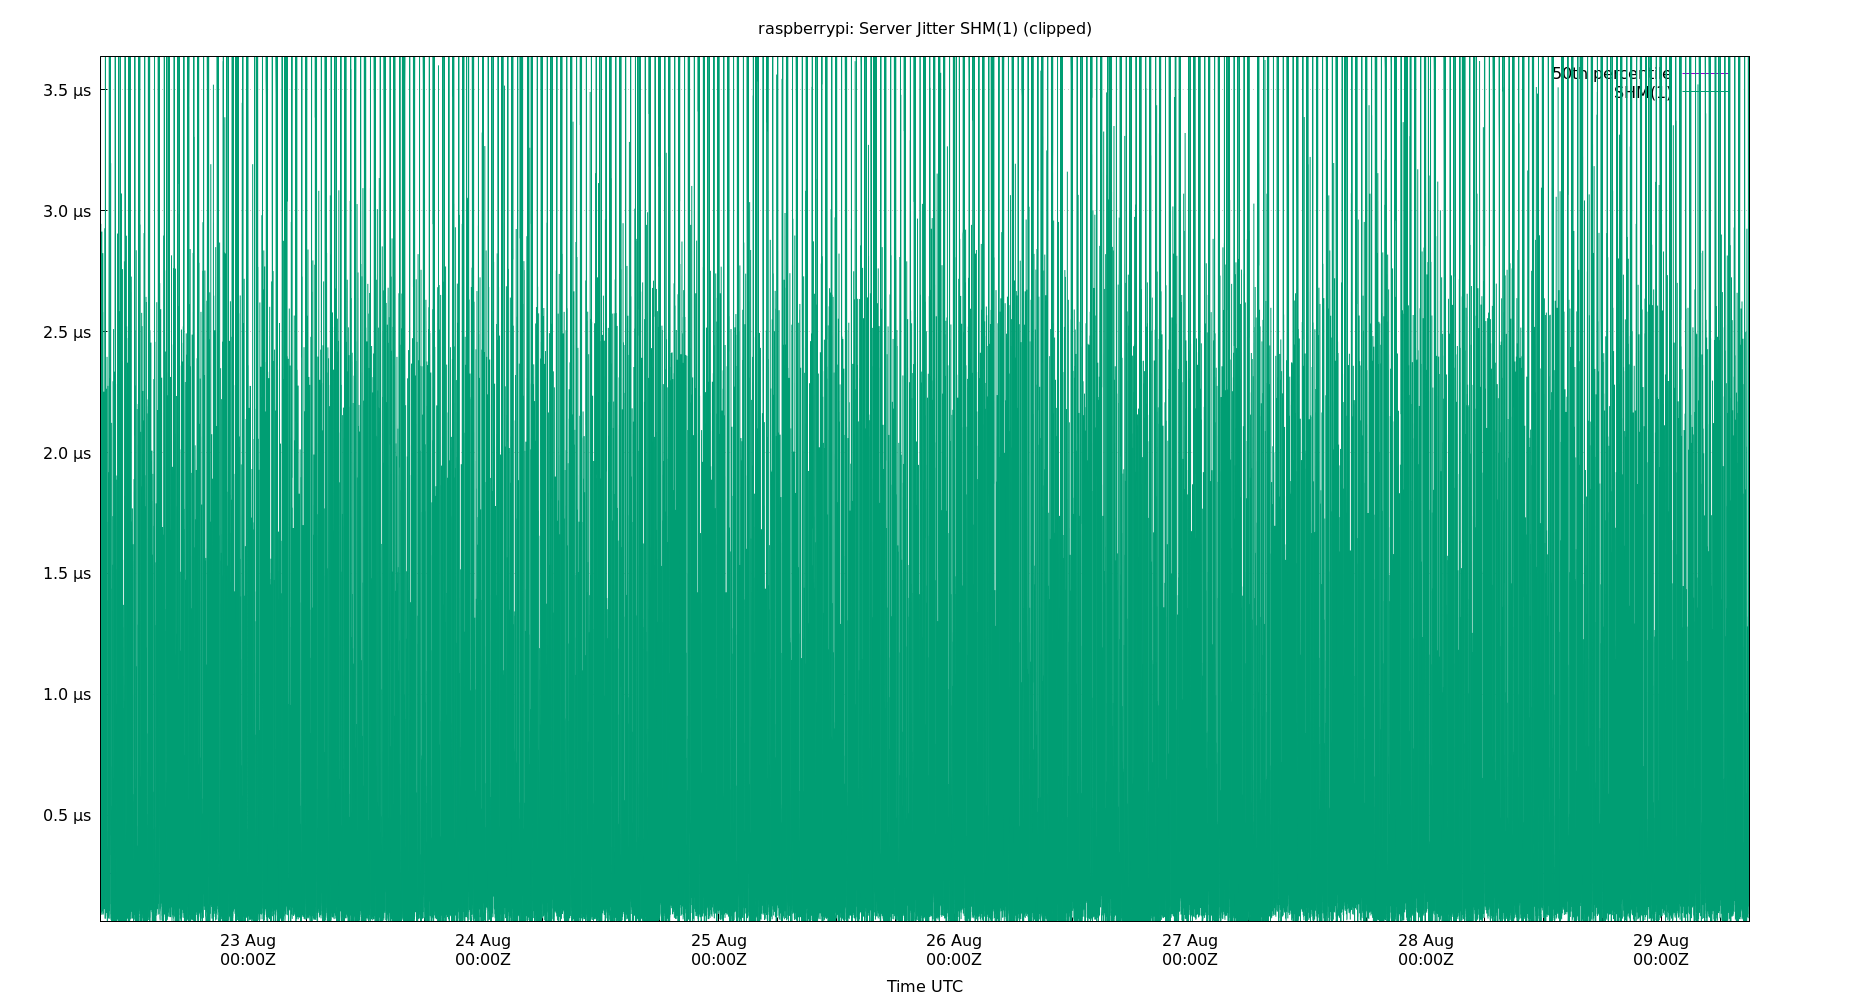 raspberrypi: Server Jitter SHM(1) (clipped)
50th percentile
SHM(1)
3.5 µs
3.0 µs
2.5 µs
2.0 µs
1.5 µs
1.0 µs
0.5 µs
23 Aug 24 Aug 25 Aug 26 Aug 27 Aug 28 Aug 29 Aug
00:00Z 00:00Z 00:00Z 00:00Z 00:00Z 00:00Z 00:00Z
Time UTC